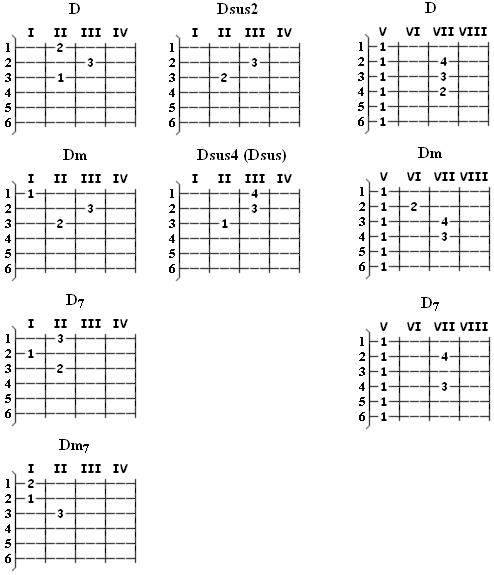 D Dsus2 D
I II III IV I II III IV V VI VII VIII
1 2 1 1 1
2 3 2 3 2 1 4
3 1 3 2 3 1 3
4 4 4 1 2
5 5 5 1
6 6 6 1
Dm Dsus4 (Dsus) Dm
I II III IV I II III IV V VI VII VIII
1 1 1 4 1 1
2 3 2 3 2 1 2
3 2 3 1 3 1 4
4 4 4 1 3
5 5 5 1
6 6 6 1
D7 D7
I II III IV V VI VII VIII
1 3 1 1
2 1 2 1 4
3 2 3 1
4 4 1 3
5 5 1
6 6 1
Dm7
I II III IV
1 2
2 1
3 3
4
5
6